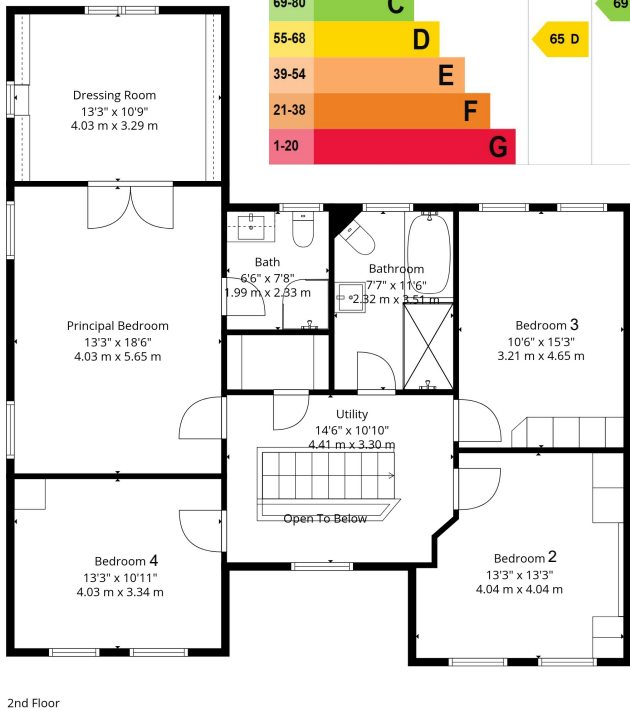 69-80 C
69
55-68 D
65 D
39-54 E
21-38 F
1-20 G
Dressing Room
13'3" x 10'9"
4.03 m x 3.29 m
Bath
6'6" x 7'8"
1.99 m x 2.33 m
Bathroom
7'7" x 11'6"
2.32 m x 3.51 m
Principal Bedroom
13'3" x 18'6"
4.03 m x 5.65 m
Bedroom 3
10'6" x 15'3"
3.21 m x 4.65 m
Utility
14'6" x 10'10"
4.41 m x 3.30 m
Open To Below
Bedroom 4
13'3" x 10'11"
4.03 m x 3.34 m
Bedroom 2
13'3" x 13'3"
4.04 m x 4.04 m
2nd Floor